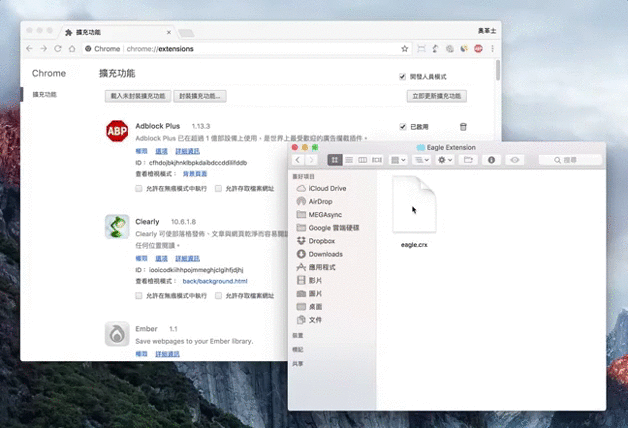 擴充功能
奧革士
Chrome | chrome://extensions
Chrome
擴充功能
開發人員模式
擴充功能
載入未封裝擴充功能
封裝擴充功能...
立即更新擴充功能
ABP
Adblock Plus 1.13.3
已啟用
Adblock Plus 已在超過 1 億部設備上使用，是世界上最受歡迎的廣告攔截插件。
權限 選項 詳細資訊
ID： cfhdojbkjhnklbpkdaibdccddilifddb
查看檢視模式： 背景頁面
允許在無痕模式中執行 允許存取檔案網址
Clearly 10.6.1.8
Clearly 可使部落格發佈、文章與網頁乾淨而容易閱
任何位置閱讀。
權限 選項 詳細資訊
ID： iooicodkiihhpojmmeghjclgihfjdjhj
查看檢視模式： back/background.html
允許在無痕模式中執行 允許存取檔案網址
Ember 1.1
Save webpages to your Ember library.
權限 詳細資訊
Eagle Extension
搜尋
喜好項目
iCloud Drive
AirDrop
MEGAsync
Google 雲端硬碟
Dropbox
Downloads
應用程式
影片
圖片
桌面
文件
裝置
標記
共享
eagle.crx